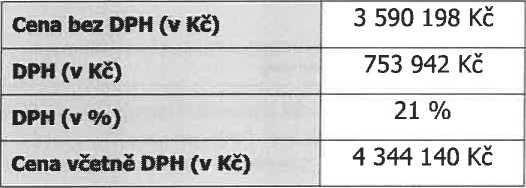 Cena bez DPH (v Kč) 3 590 198 Kč
DPH (v Kč) 753 942 Kč
DPH (v %) 21 %
Cena včetně DPH (v Kč) 4 344 140 Kč